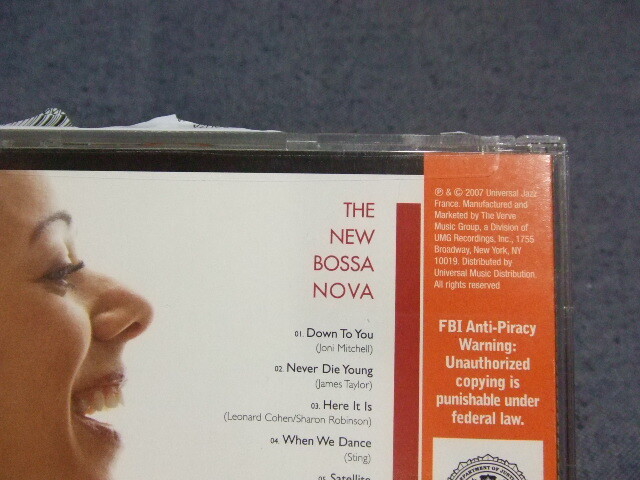 THE
NEW
BOSSA
NOVA
01. Down To You
(Joni Mitchell)
02. Never Die Young
(James Taylor)
03. Here It Is
(Leonard Cohen/Sharon Robinson)
04. When We Dance
(Sting)
05. Satellite
℗ & © 2007 Universal Jazz
France. Manufactured and
Marketed by The Verve
Music Group, a Division of
UMG Recordings, Inc., 1755
Broadway, New York, NY
10019. Distributed by
Universal Music Distribution.
All rights reserved
FBI Anti-Piracy
Warning:
Unauthorized
copying is
punishable under
federal law.